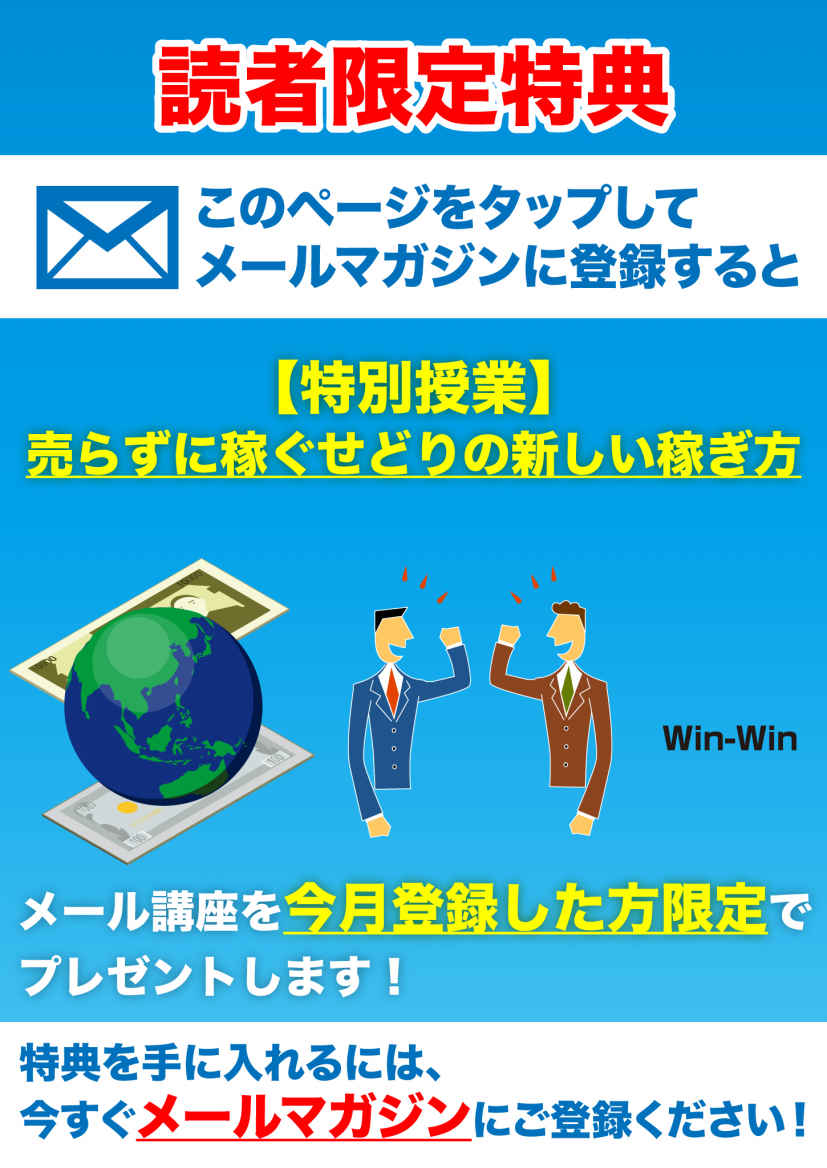 読者限定特典
このページをタップして
メールマガジンに登録すると
【特別授業】
売らずに稼ぐせどりの新しい稼ぎ方
Win-Win
メール講座を今月登録した方限定で
プレゼントします！
特典を手に入れるには、
今すぐメールマガジンにご登録ください！